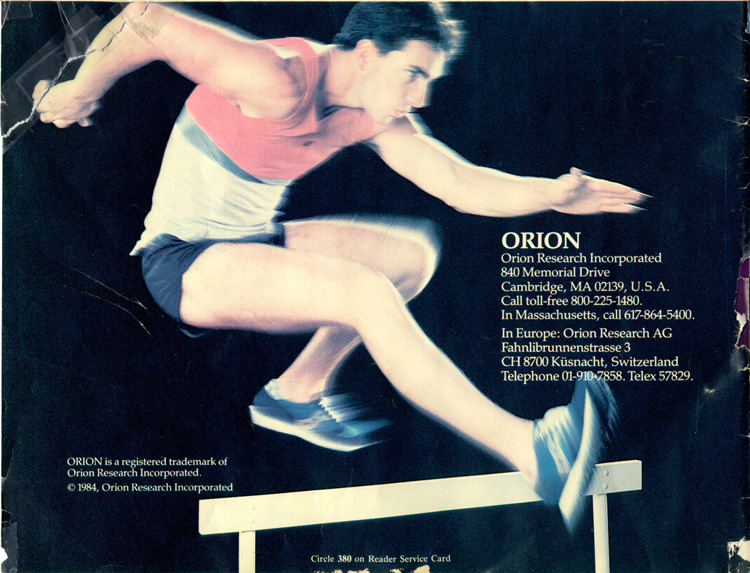 ORION
Orion Research Incorporated
840 Memorial Drive
Cambridge, MA 02139, U.S.A.
Call toll-free 800-225-1480.
In Massachusetts, call 617-864-5400.
In Europe: Orion Research AG
Fahnlibrunnenstrasse 3
CH 8700 Küsnacht, Switzerland
Telephone 01-910-7858. Telex 57829.
ORION is a registered trademark of
Orion Research Incorporated.
© 1984, Orion Research Incorporated
Circle 380 on Reader Service Card